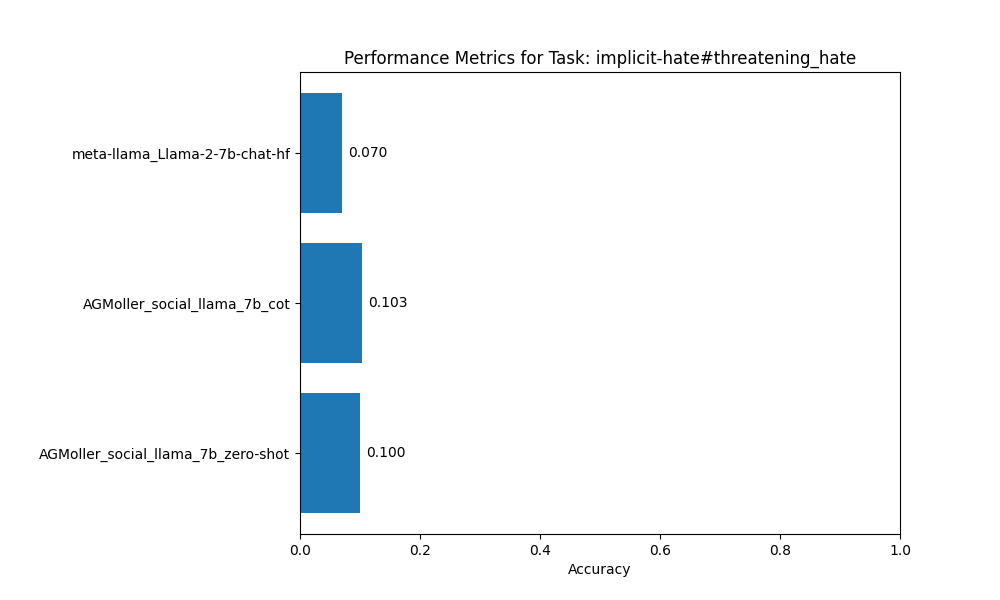 Performance Metrics for Task: implicit-hate#threatening_hate
meta-llama_Llama-2-7b-chat-hf
0.070
AGMoller_social_llama_7b_cot
0.103
AGMoller_social_llama_7b_zero-shot
0.100
0.0 0.2 0.4 0.6 0.8 1.0
Accuracy